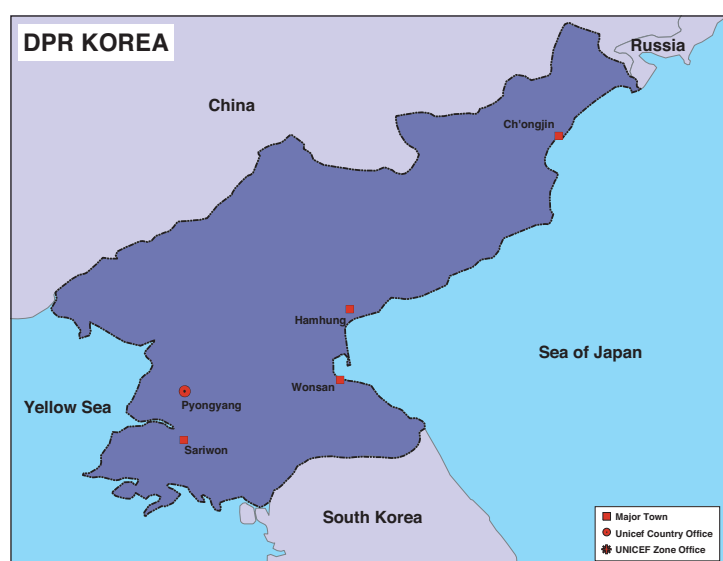 DPR KOREA
Russia
China
Ch'ongjin
Hamhung
Sea of Japan
Wonsan
Yellow Sea
Pyongyang
Sariwon
South Korea
Major Town
Unicef Country Office
UNICEF Zone Office